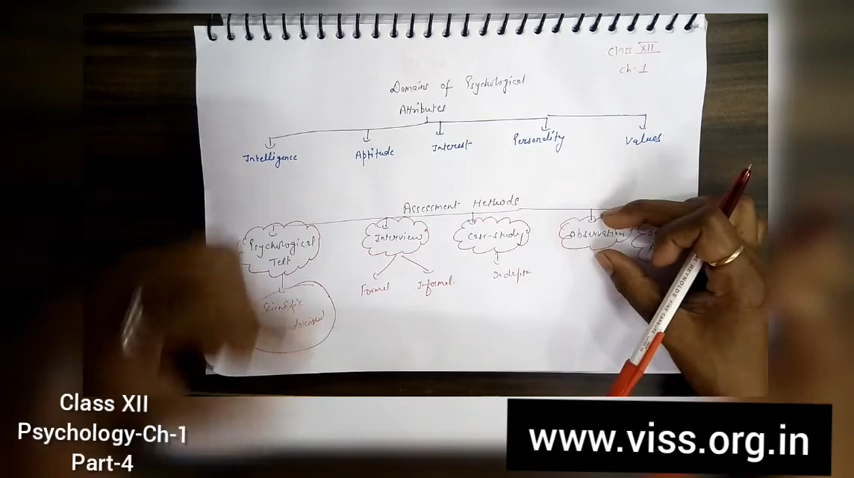 Class XII
Ch-1
Domains of Psychological
Attributes
Intelligence
Aptitude
Interest
Personality
Values
Assessment Methods
Psychological
Test
Interview
Case-study
Observation
Formal
Informal
Indepth
Scientific
Class XII
Psychology-Ch-1
Part-4
www.viss.org.in